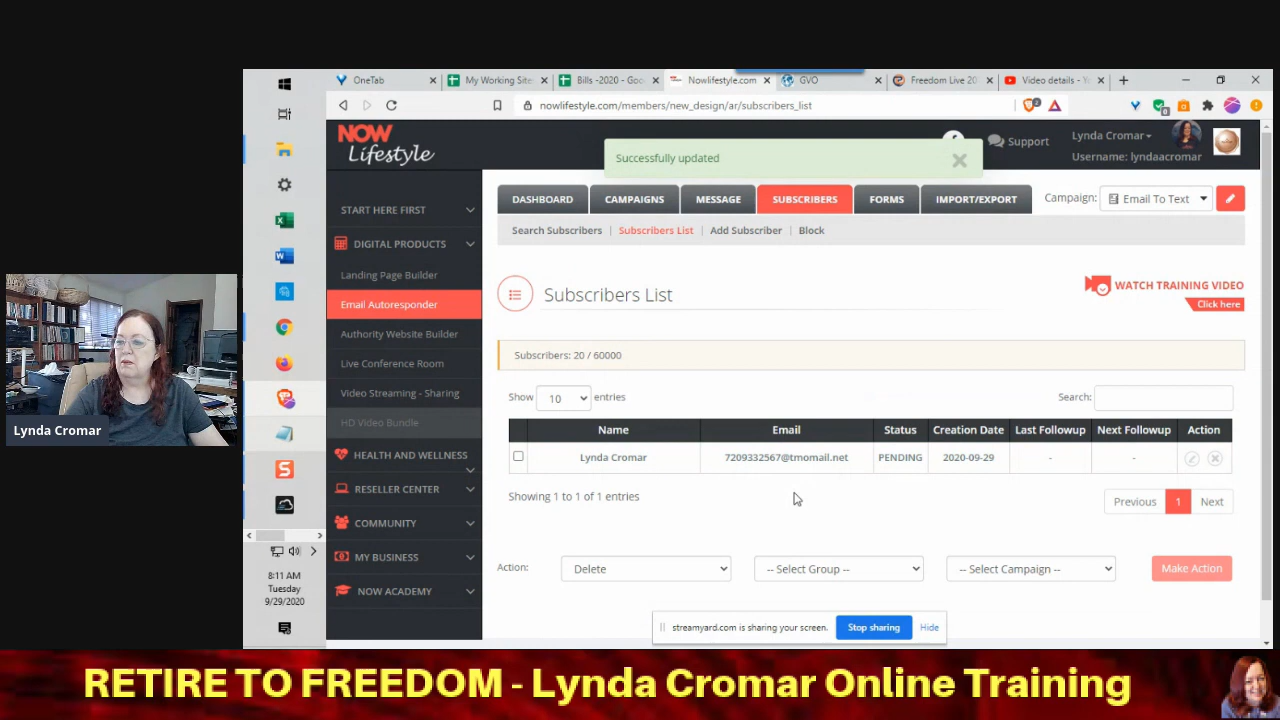 OneTab
My Working Site
Bills -2020 - Goo
Nowlifestyle.com
GVO
Freedom Live 20
Video details - Yo
nowlifestyle.com/members/new_design/ar/subscribers_list
NOW
Lifestyle
Successfully updated
Support
Lynda Cromar
Username: lyndaacromar
START HERE FIRST
DIGITAL PRODUCTS
Landing Page Builder
Email Autoresponder
Authority Website Builder
Live Conference Room
Video Streaming - Sharing
HD Video Bundle
HEALTH AND WELLNESS
RESELLER CENTER
COMMUNITY
MY BUSINESS
NOW ACADEMY
DASHBOARD
CAMPAIGNS
MESSAGE
SUBSCRIBERS
FORMS
IMPORT/EXPORT
Campaign: Email To Text
Search Subscribers | Subscribers List | Add Subscriber | Block
Subscribers List
WATCH TRAINING VIDEO
Click here
Subscribers: 20 / 60000
Show 10 entries
Search:
Name Email Status Creation Date Last Followup Next Followup Action
Lynda Cromar 7209332567@tmomail.net PENDING 2020-09-29 - -
Showing 1 to 1 of 1 entries
Previous 1 Next
Action: Delete -- Select Group -- -- Select Campaign -- Make Action
streamyard.com is sharing your screen. Stop sharing Hide
8:11 AM
Tuesday
9/29/2020
Lynda Cromar
RETIRE TO FREEDOM - Lynda Cromar Online Training